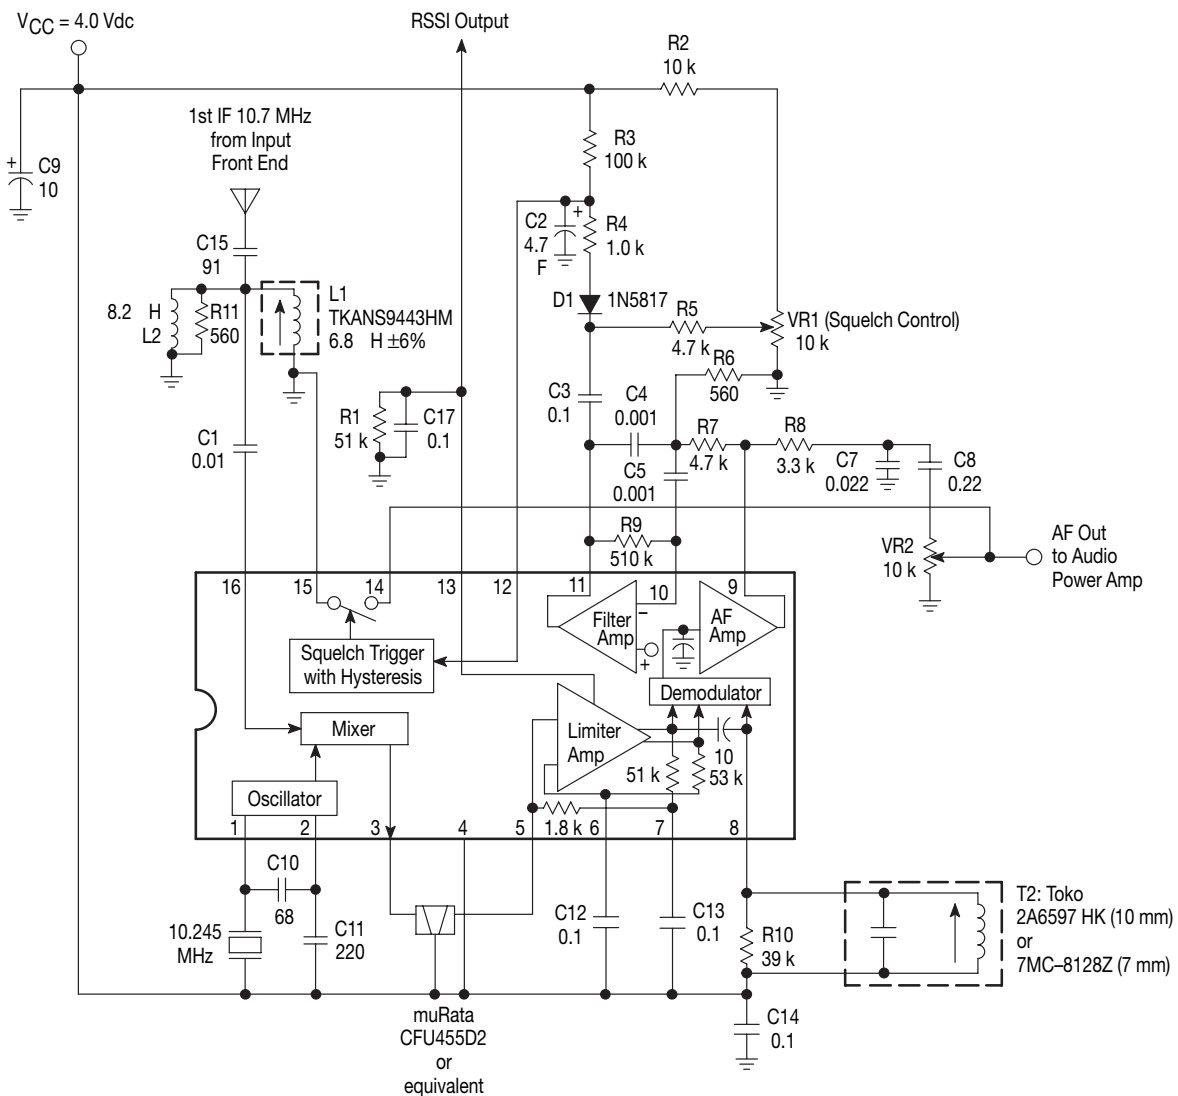 VCC = 4.0 Vdc
RSSI Output
R2
10 k
1st IF 10.7 MHz
from Input
Front End
R3
100 k
+
C9
10
C2
4.7
F
+
R4
1.0 k
C15
91
8.2 H
L2
R11
560
L1
TKANS9443HM
6.8 H ±6%
D1
1N5817
R5
4.7 k
VR1 (Squelch Control)
10 k
R6
560
C3
0.1
C4
0.001
R1
51 k
C17
0.1
C1
0.01
R7
4.7 k
R8
3.3 k
C5
0.001
C7
0.022
C8
0.22
R9
510 k
VR2
10 k
AF Out
to Audio
Power Amp
16
15
14
13
12
11
10
9
Filter
Amp
–
+
AF
Amp
Squelch Trigger
with Hysteresis
Demodulator
Mixer
Limiter
Amp
10
51 k
53 k
Oscillator
1.8 k
1
2
3
4
5
6
7
8
C10
68
10.245
MHz
C11
220
C12
0.1
C13
0.1
R10
39 k
T2: Toko
2A6597 HK (10 mm)
or
7MC–8128Z (7 mm)
muRata
CFU455D2
or
equivalent
C14
0.1